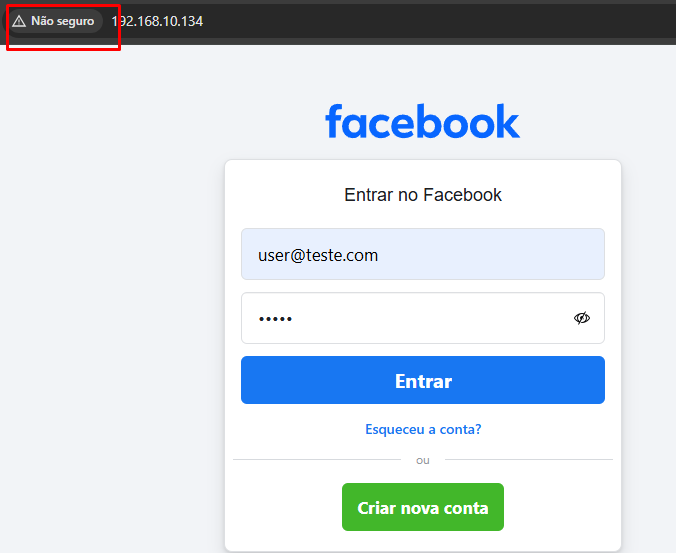 Não seguro 192.168.10.134
facebook
Entrar no Facebook
user@teste.com
•••••
Entrar
Esqueceu a conta?
ou
Criar nova conta